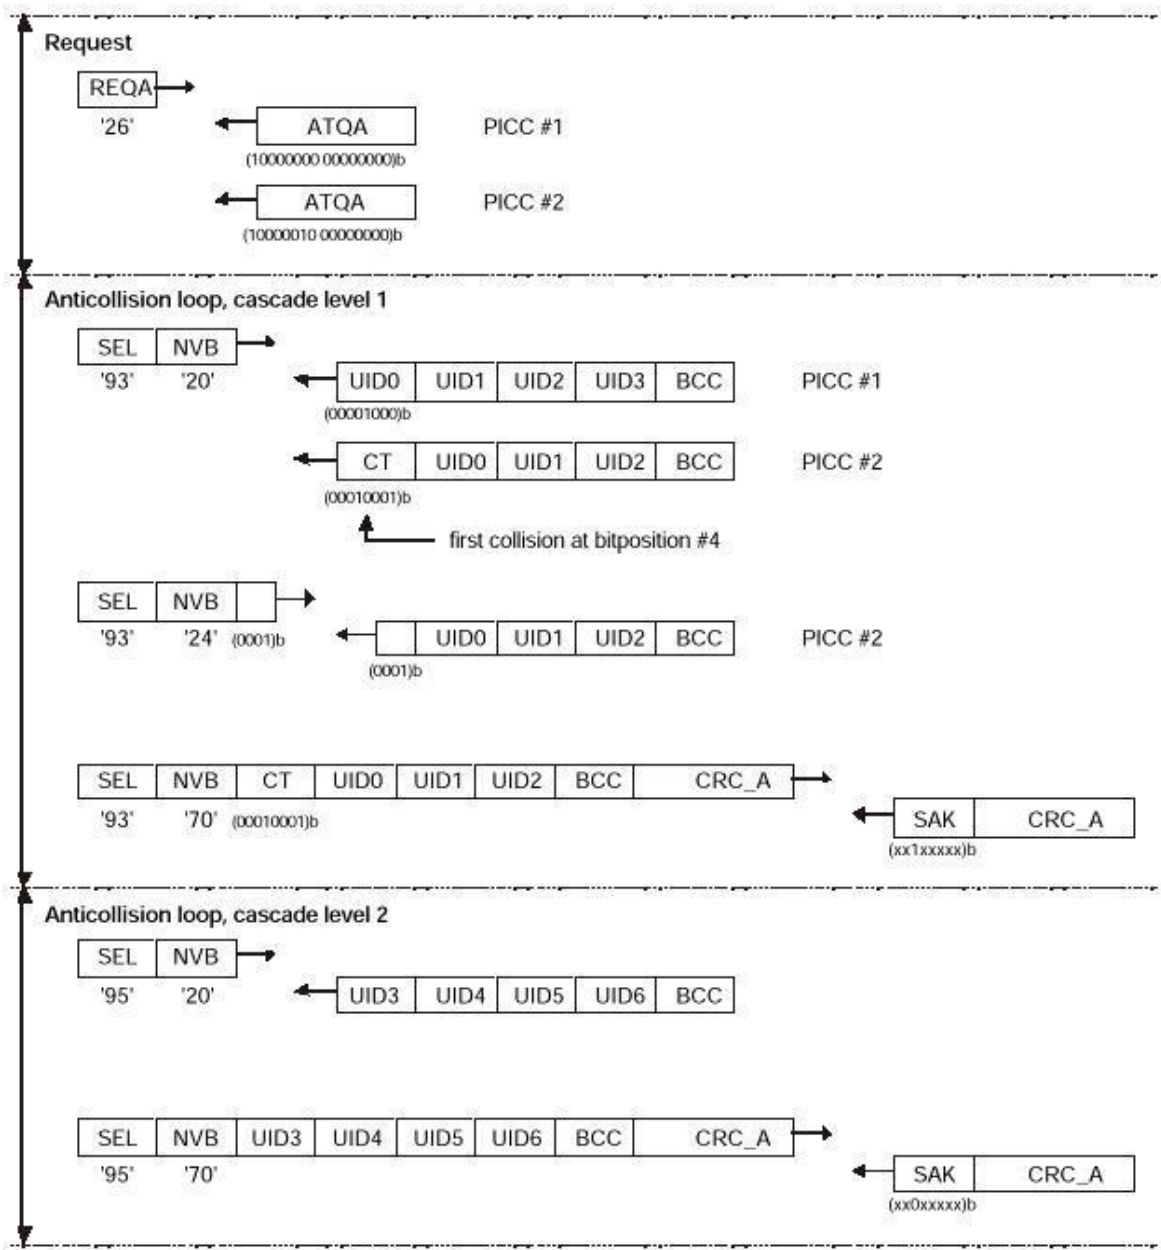 Request
REQA
'26'
ATQA PICC #1
(10000000 00000000)b
ATQA PICC #2
(10000010 00000000)b
Anticollision loop, cascade level 1
SEL NVB
'93' '20'
UID0 UID1 UID2 UID3 BCC PICC #1
(00001000)b
CT UID0 UID1 UID2 BCC PICC #2
(00010001)b
first collision at bitposition #4
SEL NVB
'93' '24' (0001)b
UID0 UID1 UID2 BCC PICC #2
(0001)b
SEL NVB CT UID0 UID1 UID2 BCC CRC_A
'93' '70' (00010001)b
SAK CRC_A
(xx1xxxxx)b
Anticollision loop, cascade level 2
SEL NVB
'95' '20'
UID3 UID4 UID5 UID6 BCC
SEL NVB UID3 UID4 UID5 UID6 BCC CRC_A
'95' '70'
SAK CRC_A
(xx0xxxxx)b